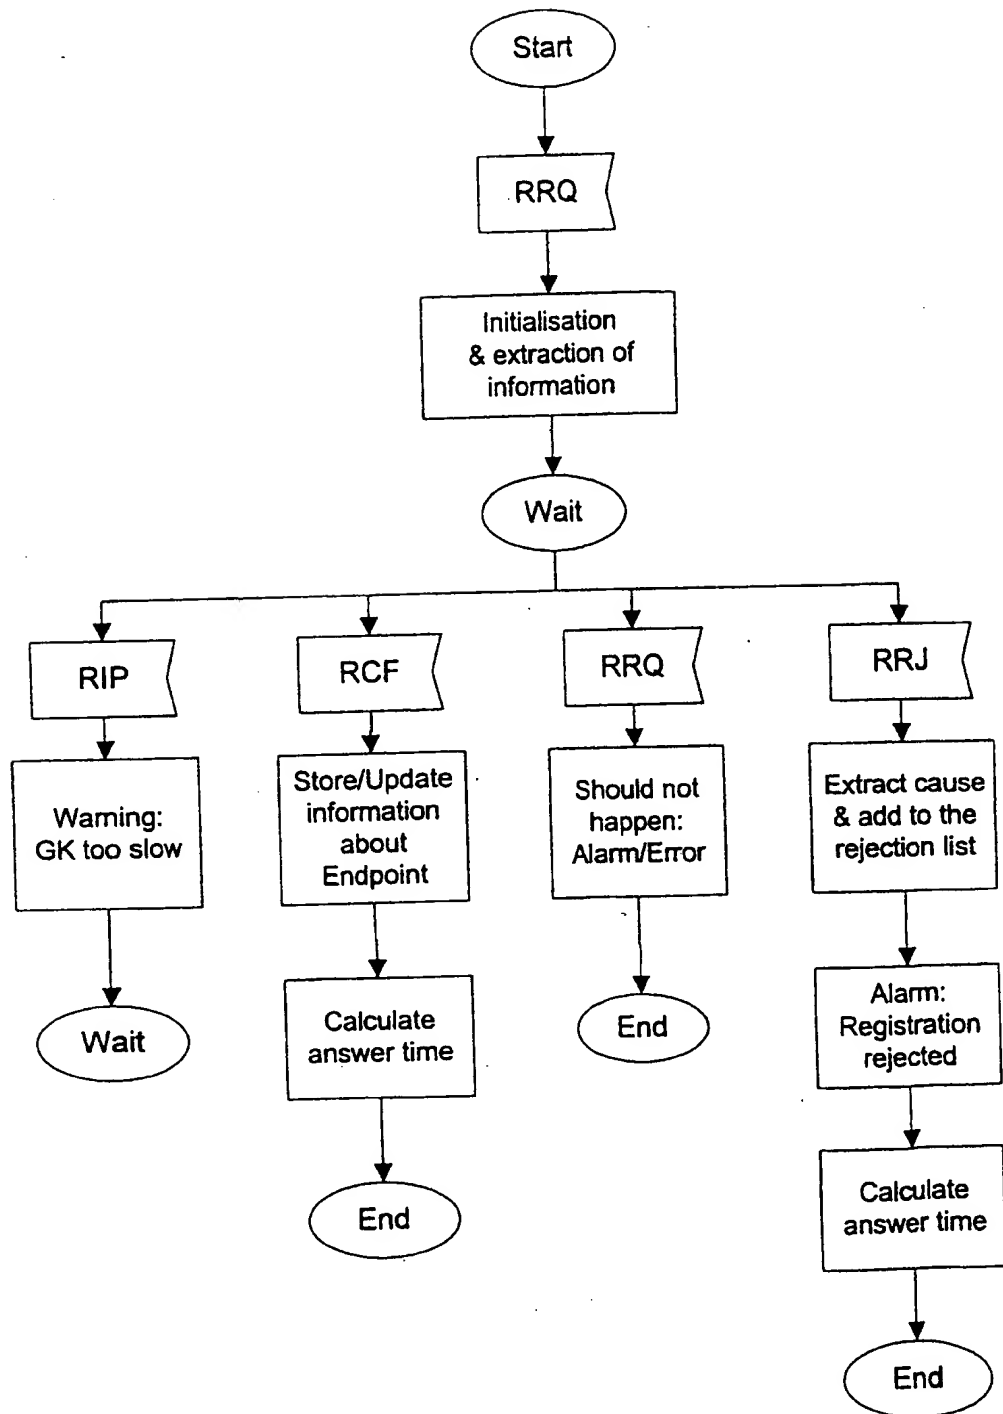 Start
RRQ
Initialisation
& extraction of
information
Wait
RIP
RCF
RRQ
RRJ
Warning:
GK too slow
Store/Update
information
about
Endpoint
Should not
happen:
Alarm/Error
Extract cause
& add to the
rejection list
Wait
Calculate
answer time
End
Alarm:
Registration
rejected
End
Calculate
answer time
End